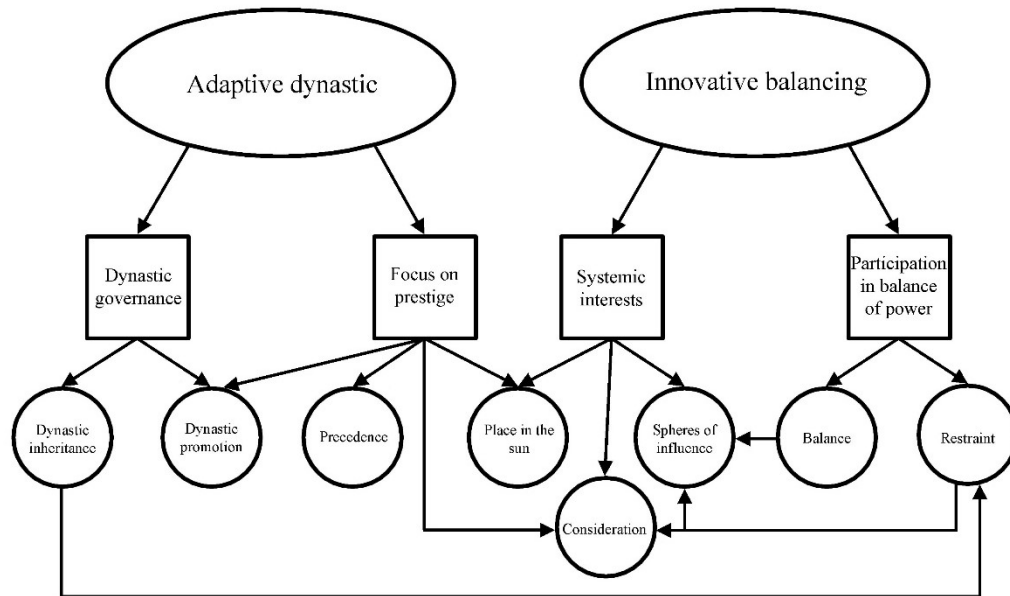 Adaptive dynastic
Innovative balancing
Dynastic
governance
Focus on
prestige
Systemic
interests
Participation
in balance
of power
Dynastic
inheritance
Dynastic
promotion
Precedence
Place in the
sun
Spheres of
influence
Balance
Restraint
Consideration